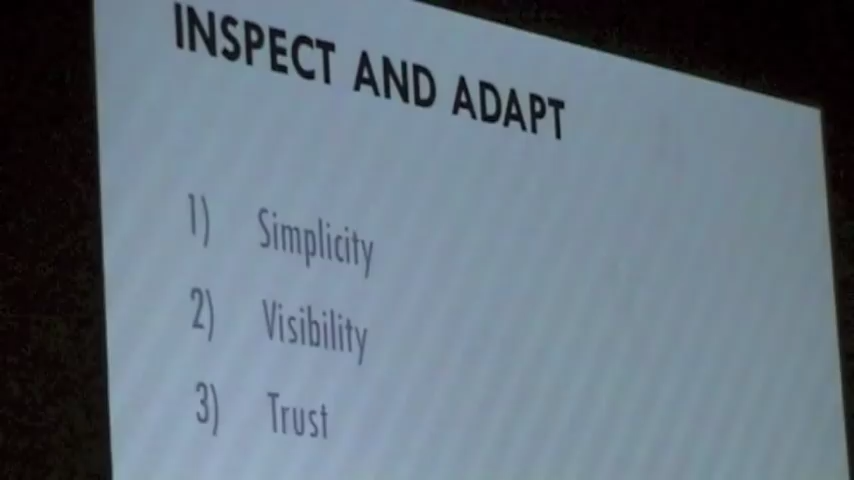 INSPECT AND ADAPT
1) Simplicity
2) Visibility
3) Trust